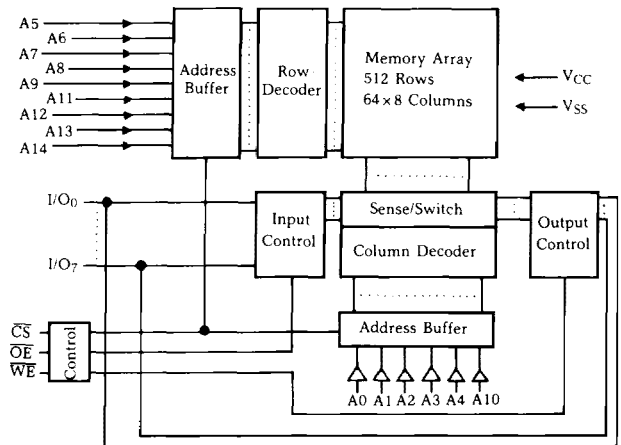 A5
A6
A7
A8
A9
A11
A12
A13
A14
Address
Buffer
Row
Decoder
Memory Array
512 Rows
64×8 Columns
VCC
VSS
I/O0
I/O7
Input
Control
Sense/Switch
Column Decoder
Output
Control
CS
OE
WE
Control
Address Buffer
A0 A1 A2 A3 A4 A10